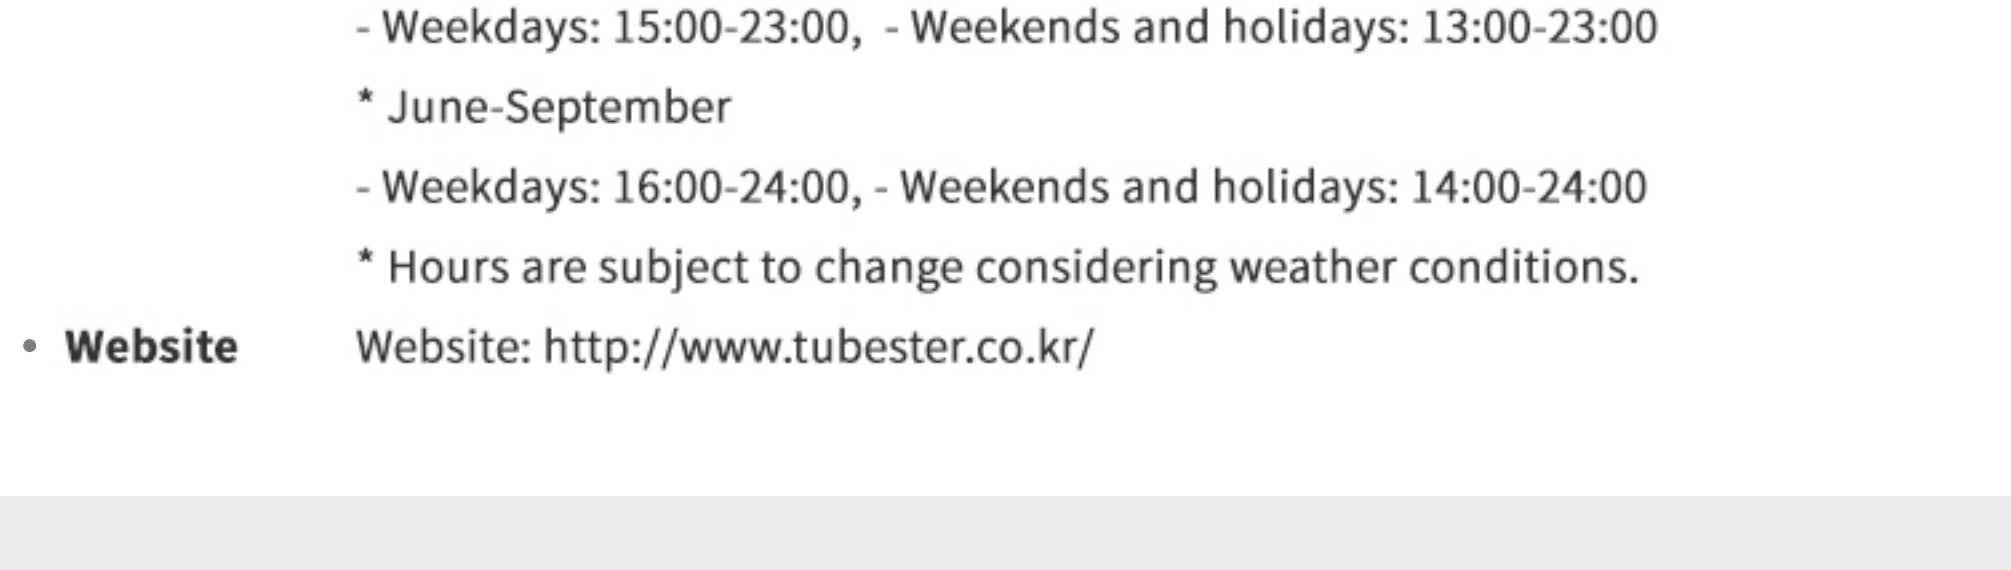 - Weekdays: 15:00-23:00,  - Weekends and holidays: 13:00-23:00
* June-September
- Weekdays: 16:00-24:00, - Weekends and holidays: 14:00-24:00
* Hours are subject to change considering weather conditions.
• Website Website: http://www.tubester.co.kr/